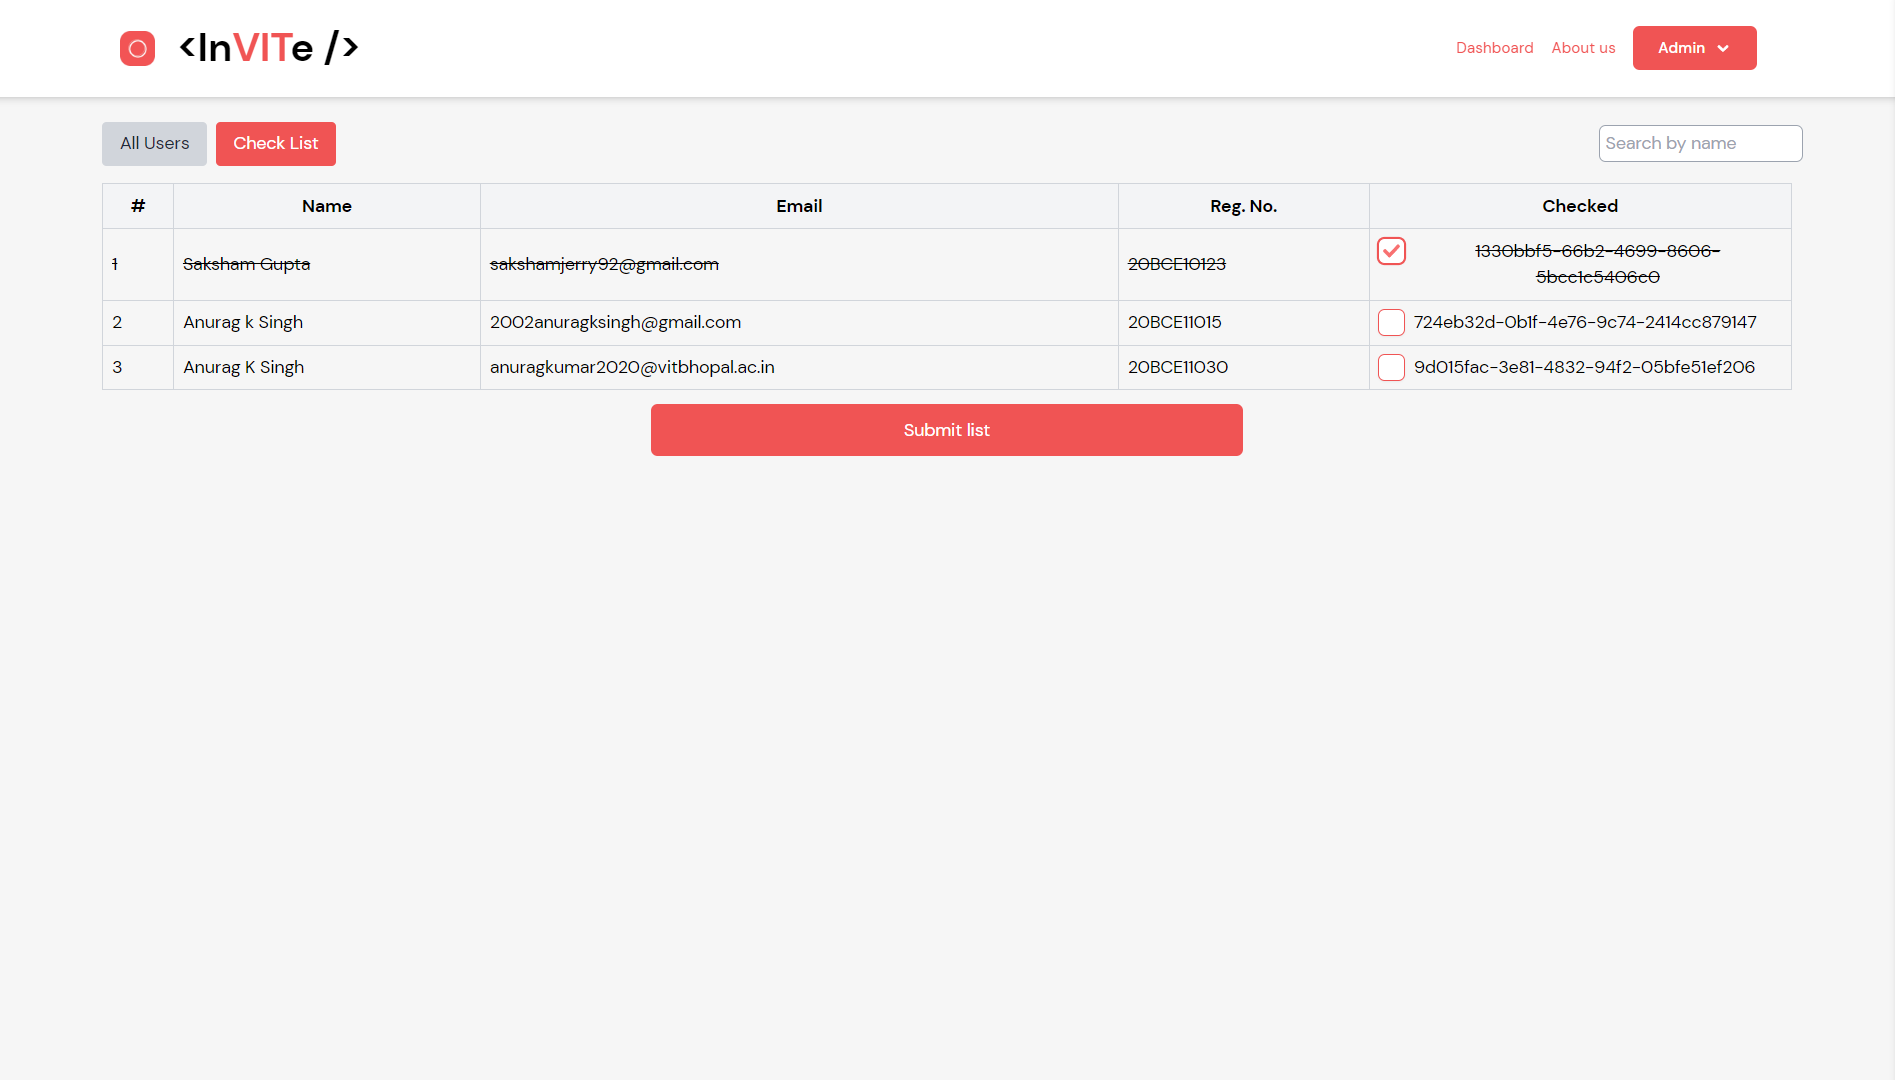 <InVITe />
Dashboard About us Admin
All Users Check List Search by name
# Name Email Reg. No. Checked
1 Saksham Gupta sakshamjerry92@gmail.com 20BCE10123 1330bbf5-66b2-4699-8606-
5bcc1c5406c0
2 Anurag k Singh 2002anuragksingh@gmail.com 20BCE11015 724eb32d-0b1f-4e76-9c74-2414cc879147
3 Anurag K Singh anuragkumar2020@vitbhopal.ac.in 20BCE11030 9d015fac-3e81-4832-94f2-05bfe51ef206
Submit list